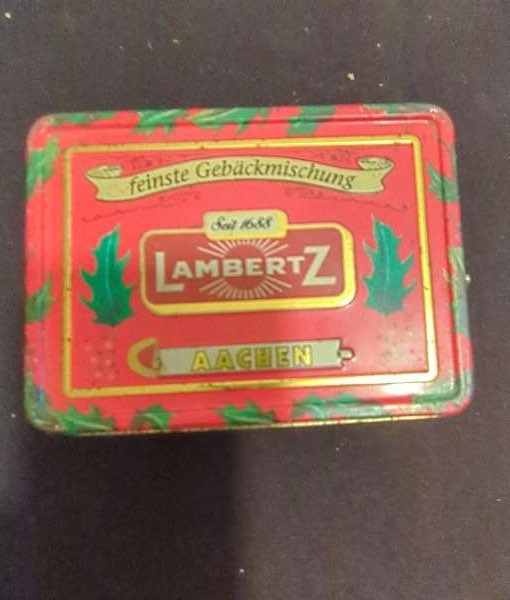 feinste Gebäckmischung
Seit 1688
LAMBERTZ
AACHEN